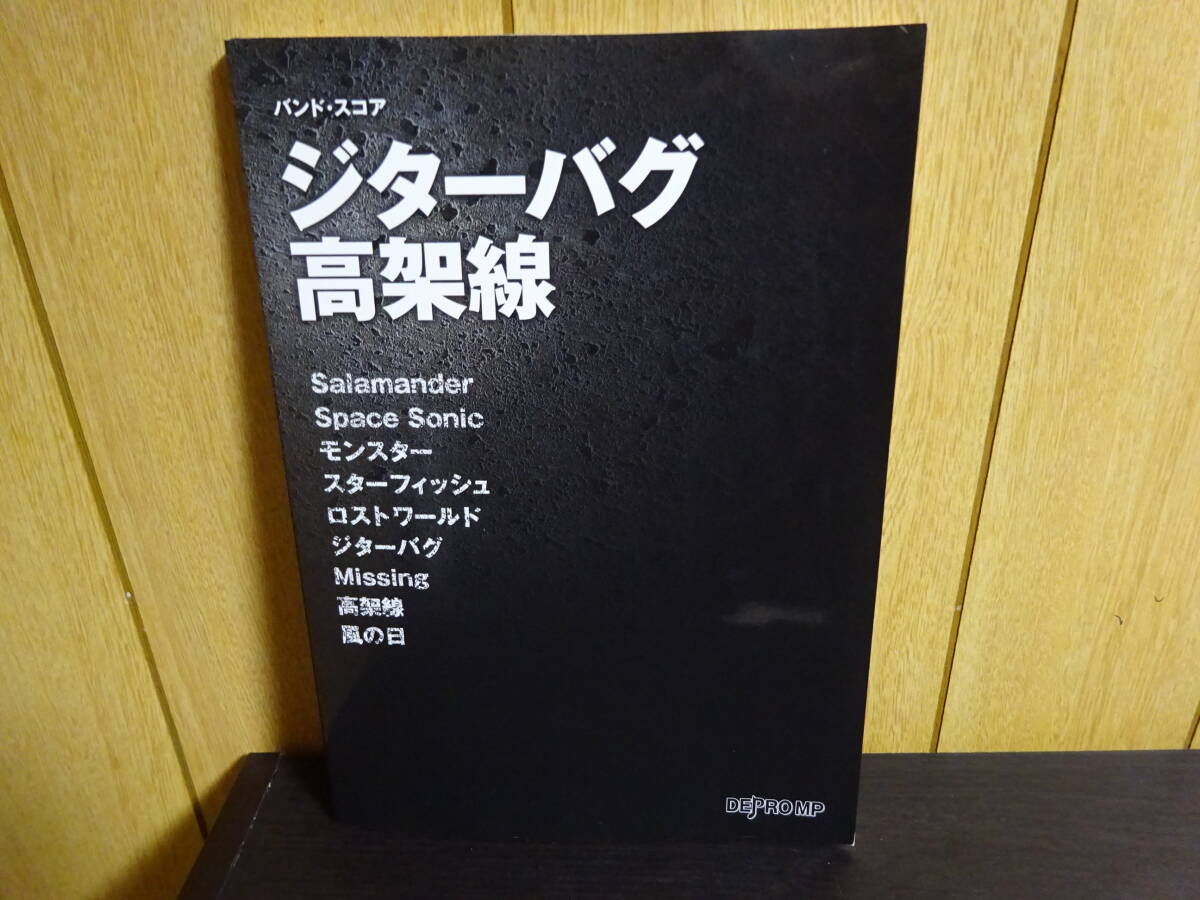 バンド・スコア
ジターバグ
高架線
Salamander
Space Sonic
モンスター
スターフィッシュ
ロストワールド
ジターバグ
Missing
高架線
風の日
DEPRO MP